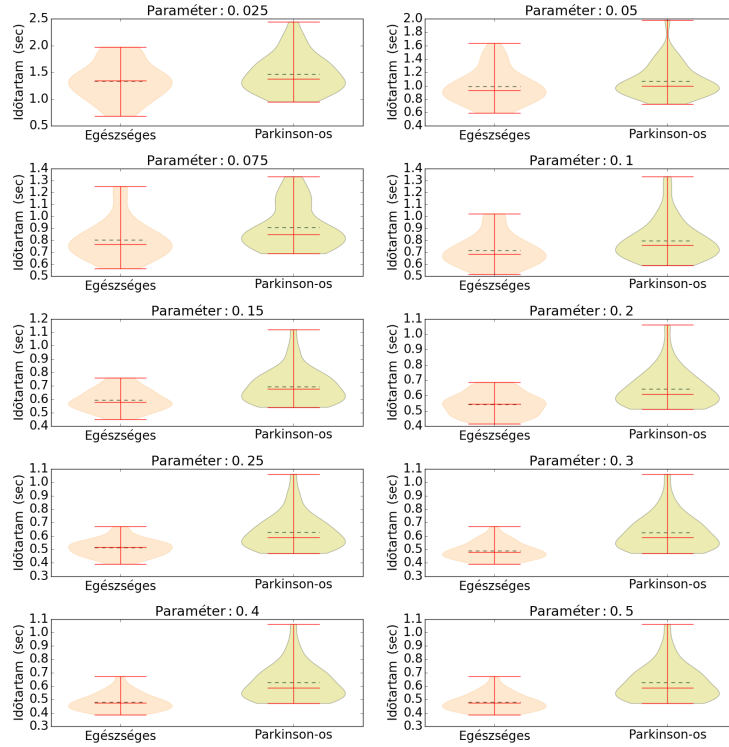 Paraméter: 0.025
Időtartam (sec)
2.5
2.0
1.5
1.0
0.5
Egészséges
Parkinson-os
Paraméter: 0.05
Időtartam (sec)
2.0
1.8
1.6
1.4
1.2
1.0
0.8
0.6
0.4
Egészséges
Parkinson-os
Paraméter: 0.075
Időtartam (sec)
1.4
1.3
1.2
1.1
1.0
0.9
0.8
0.7
0.6
0.5
Egészséges
Parkinson-os
Paraméter: 0.1
Időtartam (sec)
1.4
1.3
1.2
1.1
1.0
0.9
0.8
0.7
0.6
0.5
Egészséges
Parkinson-os
Paraméter: 0.15
Időtartam (sec)
1.2
1.1
1.0
0.9
0.8
0.7
0.6
0.5
0.4
Egészséges
Parkinson-os
Paraméter: 0.2
Időtartam (sec)
1.1
1.0
0.9
0.8
0.7
0.6
0.5
0.4
Egészséges
Parkinson-os
Paraméter: 0.25
Időtartam (sec)
1.1
1.0
0.9
0.8
0.7
0.6
0.5
0.4
0.3
Egészséges
Parkinson-os
Paraméter: 0.3
Időtartam (sec)
1.1
1.0
0.9
0.8
0.7
0.6
0.5
0.4
0.3
Egészséges
Parkinson-os
Paraméter: 0.4
Időtartam (sec)
1.1
1.0
0.9
0.8
0.7
0.6
0.5
0.4
0.3
Egészséges
Parkinson-os
Paraméter: 0.5
Időtartam (sec)
1.1
1.0
0.9
0.8
0.7
0.6
0.5
0.4
0.3
Egészséges
Parkinson-os